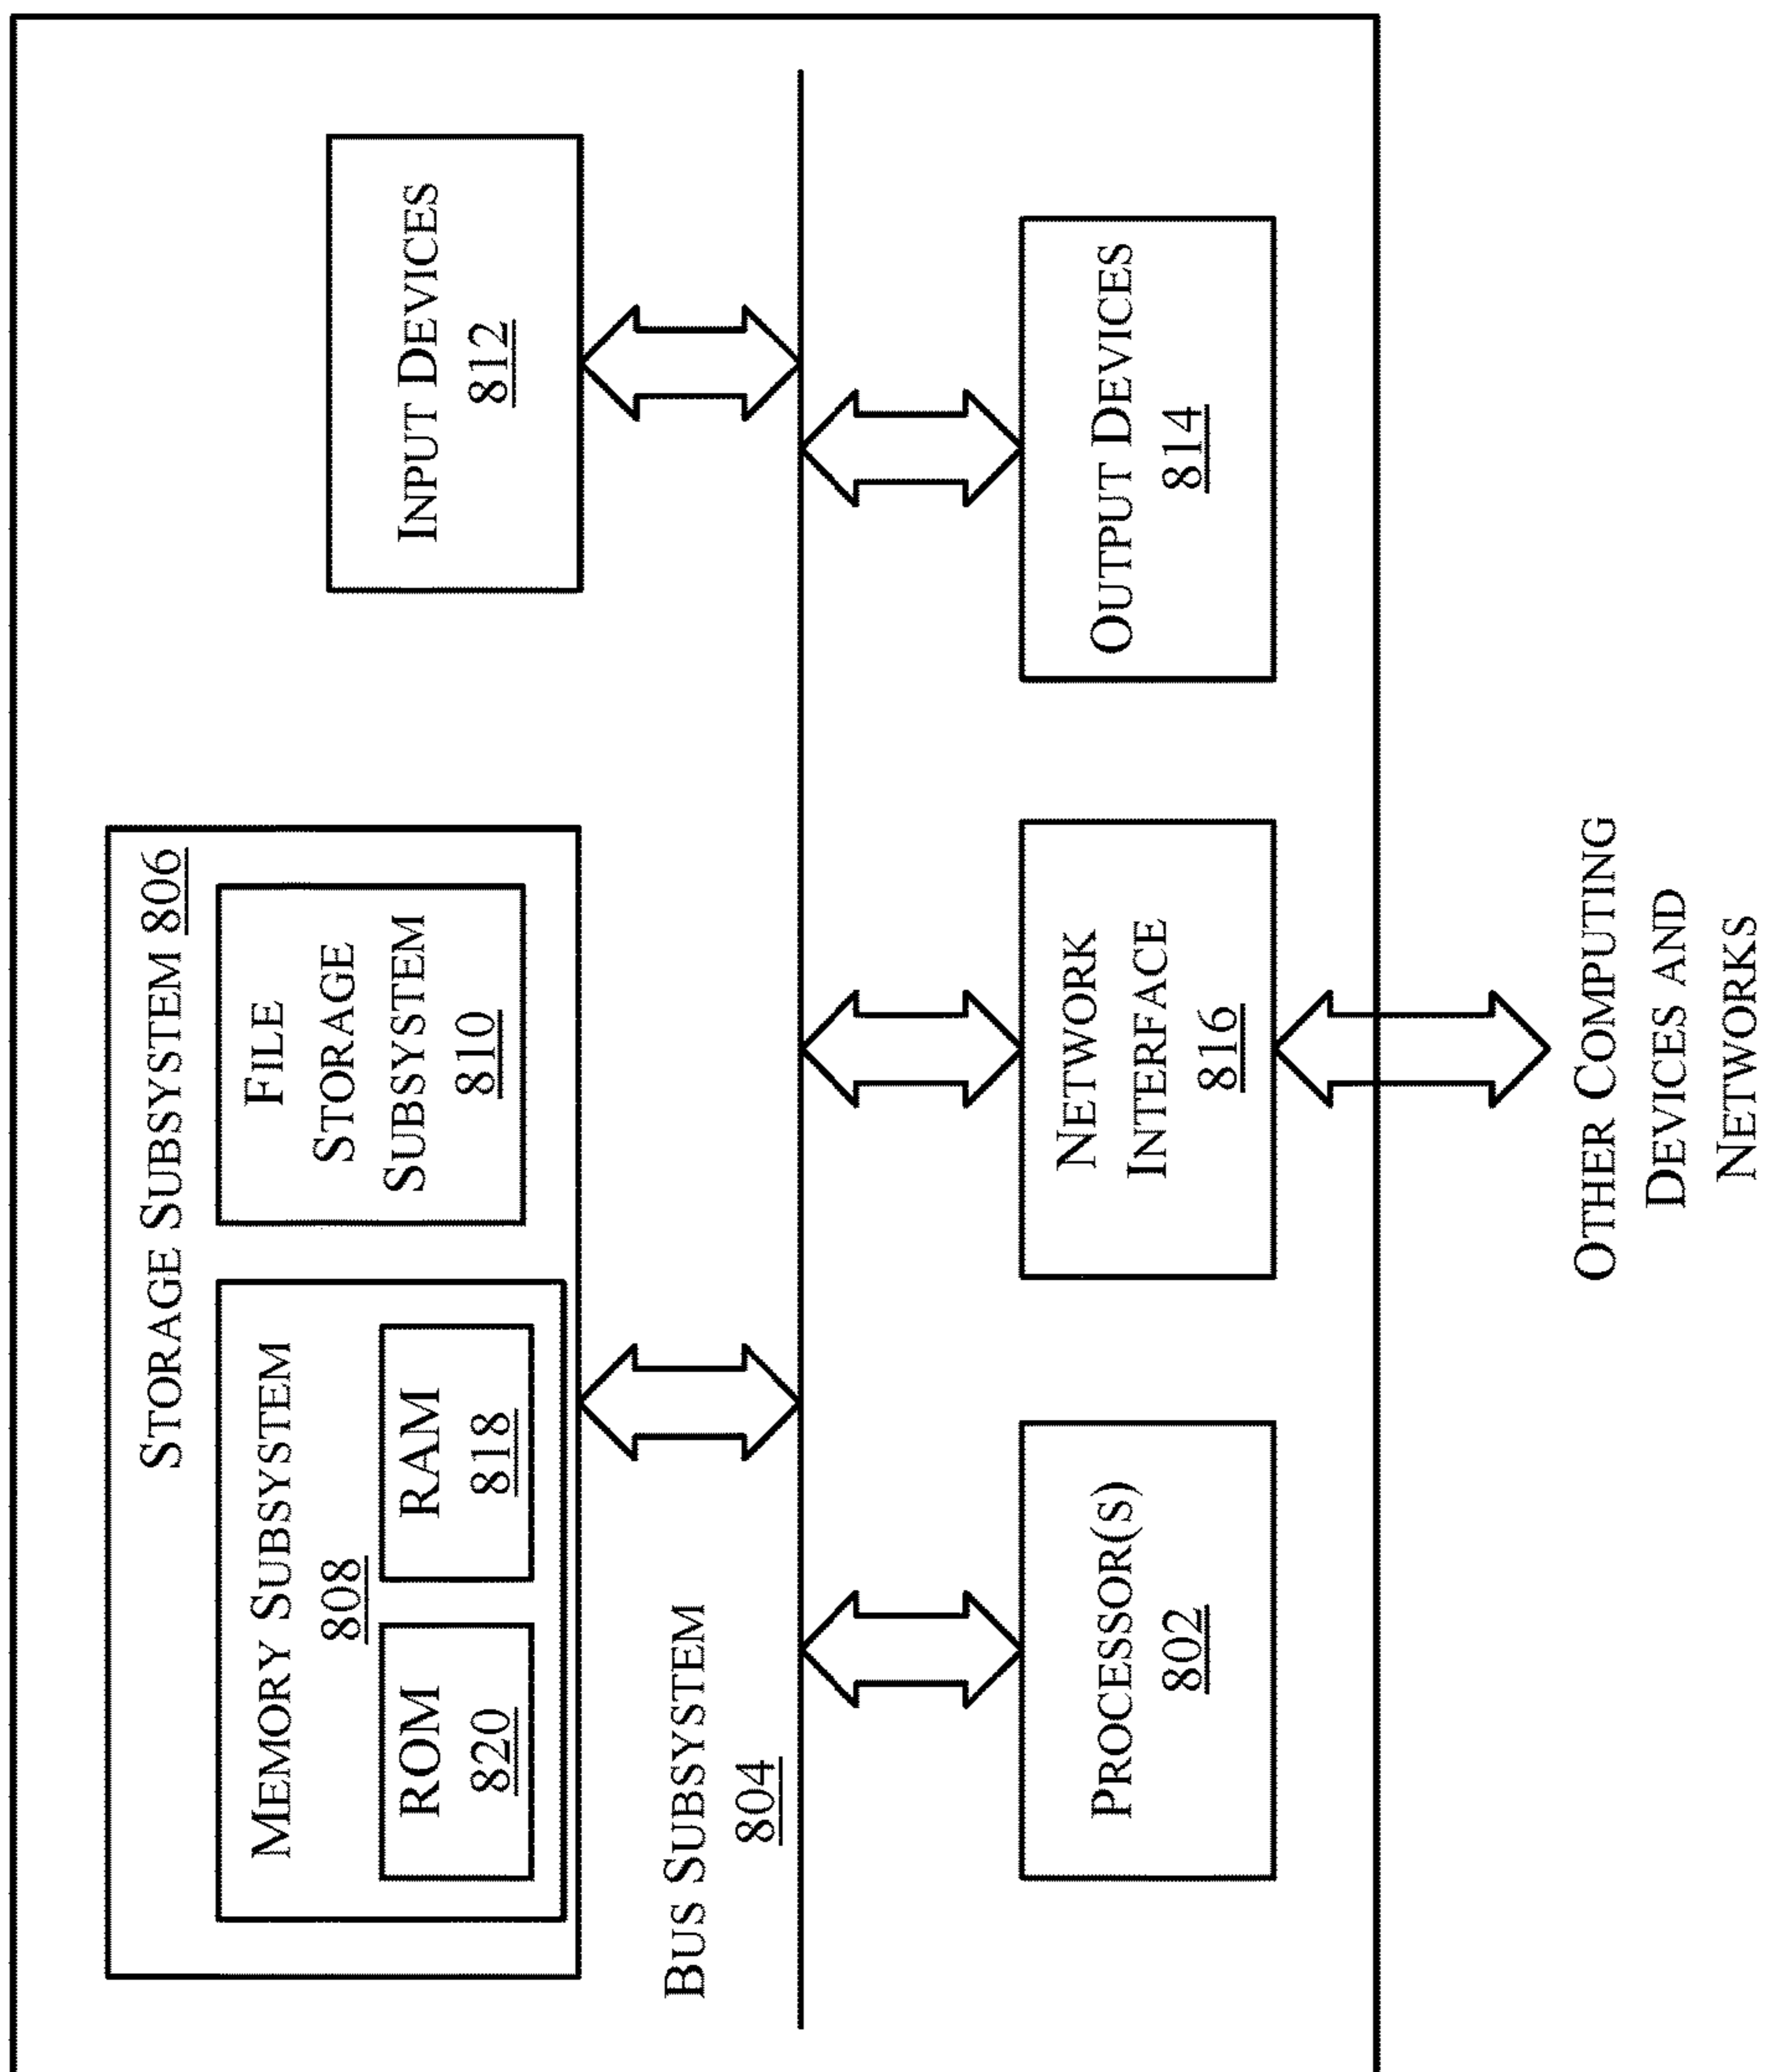 STORAGE SUBSYSTEM 806
MEMORY SUBSYSTEM
808
ROM
820
RAM
818
FILE
STORAGE
SUBSYSTEM
810
INPUT DEVICES
812
BUS SUBSYSTEM
804
PROCESSOR(S)
802
NETWORK
INTERFACE
816
OUTPUT DEVICES
814
OTHER COMPUTING
DEVICES AND
NETWORKS